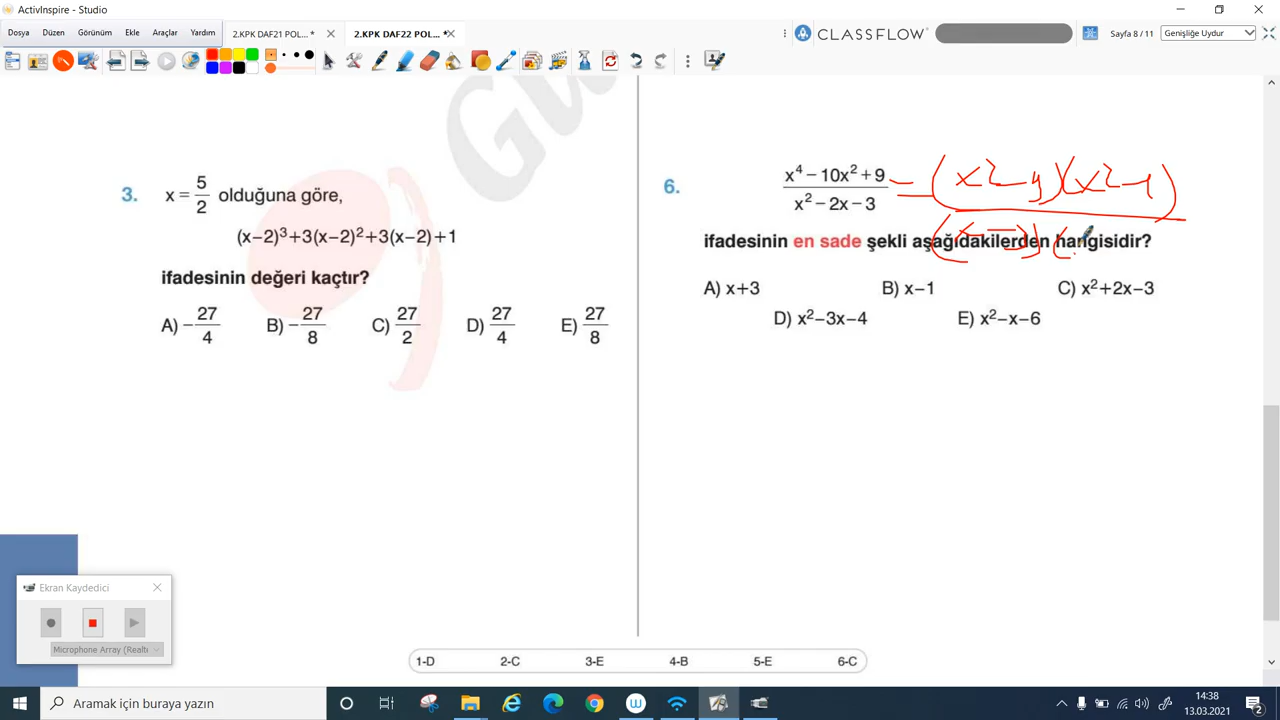 ActivInspire - Studio
Dosya Düzen Görünüm Ekle Araçlar Yardım
2.KPK DAF21 POL... *
2.KPK DAF22 POL... *
CLASSFLOW
Sayfa 8 / 11
Genişliğe Uydur
3. x = 5/2 olduğuna göre,
(x−2)³+3(x−2)²+3(x−2)+1
ifadesinin değeri kaçtır?
A) −27/4 B) −27/8 C) 27/2 D) 27/4 E) 27/8
6. x⁴ − 10x² + 9 / x² − 2x − 3 = (x² − 9)(x² − 1) / (x − 3)(
ifadesinin en sade şekli aşağıdakilerden hangisidir?
A) x+3 B) x−1 C) x²+2x−3
D) x²−3x−4 E) x²−x−6
Ekran Kaydedici
Microphone Array (Realte
1-D 2-C 3-E 4-B 5-E 6-C
Aramak için buraya yazın
14:38
13.03.2021
2